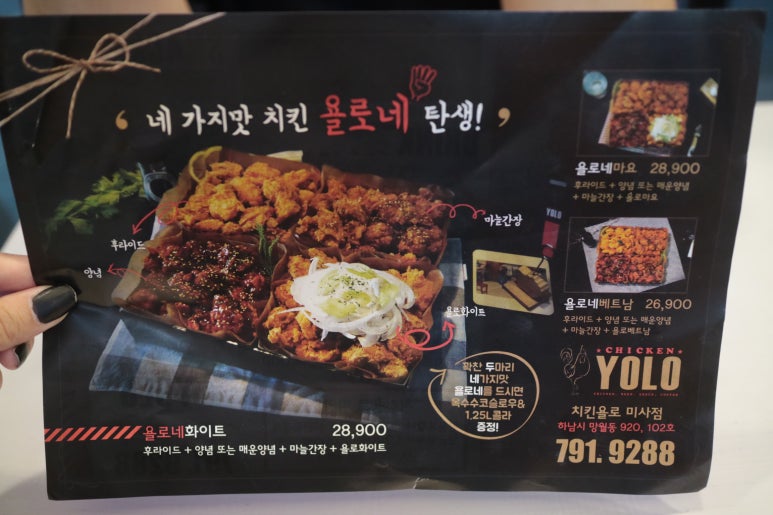 ‘ 네 가지맛 치킨 욜로네 탄생! ’
후라이드
양념
마늘간장
욜로화이트
꽉찬 두마리
네가지맛
욜로네를 드시면
옥수수코슬로우&
1.25L콜라
증정!
욜로네화이트 28,900
후라이드 + 양념 또는 매운양념 + 마늘간장 + 욜로화이트
YOLO
욜로네마요 28,900
후라이드 + 양념 또는 매운양념
+ 마늘간장 + 욜로마요
욜로네베트남 26,900
후라이드 + 양념 또는 매운양념
+ 마늘간장 + 욜로베트남
CHICKEN
YOLO
치킨욜로 미사점
하남시 망월동 920, 102호
791. 9288